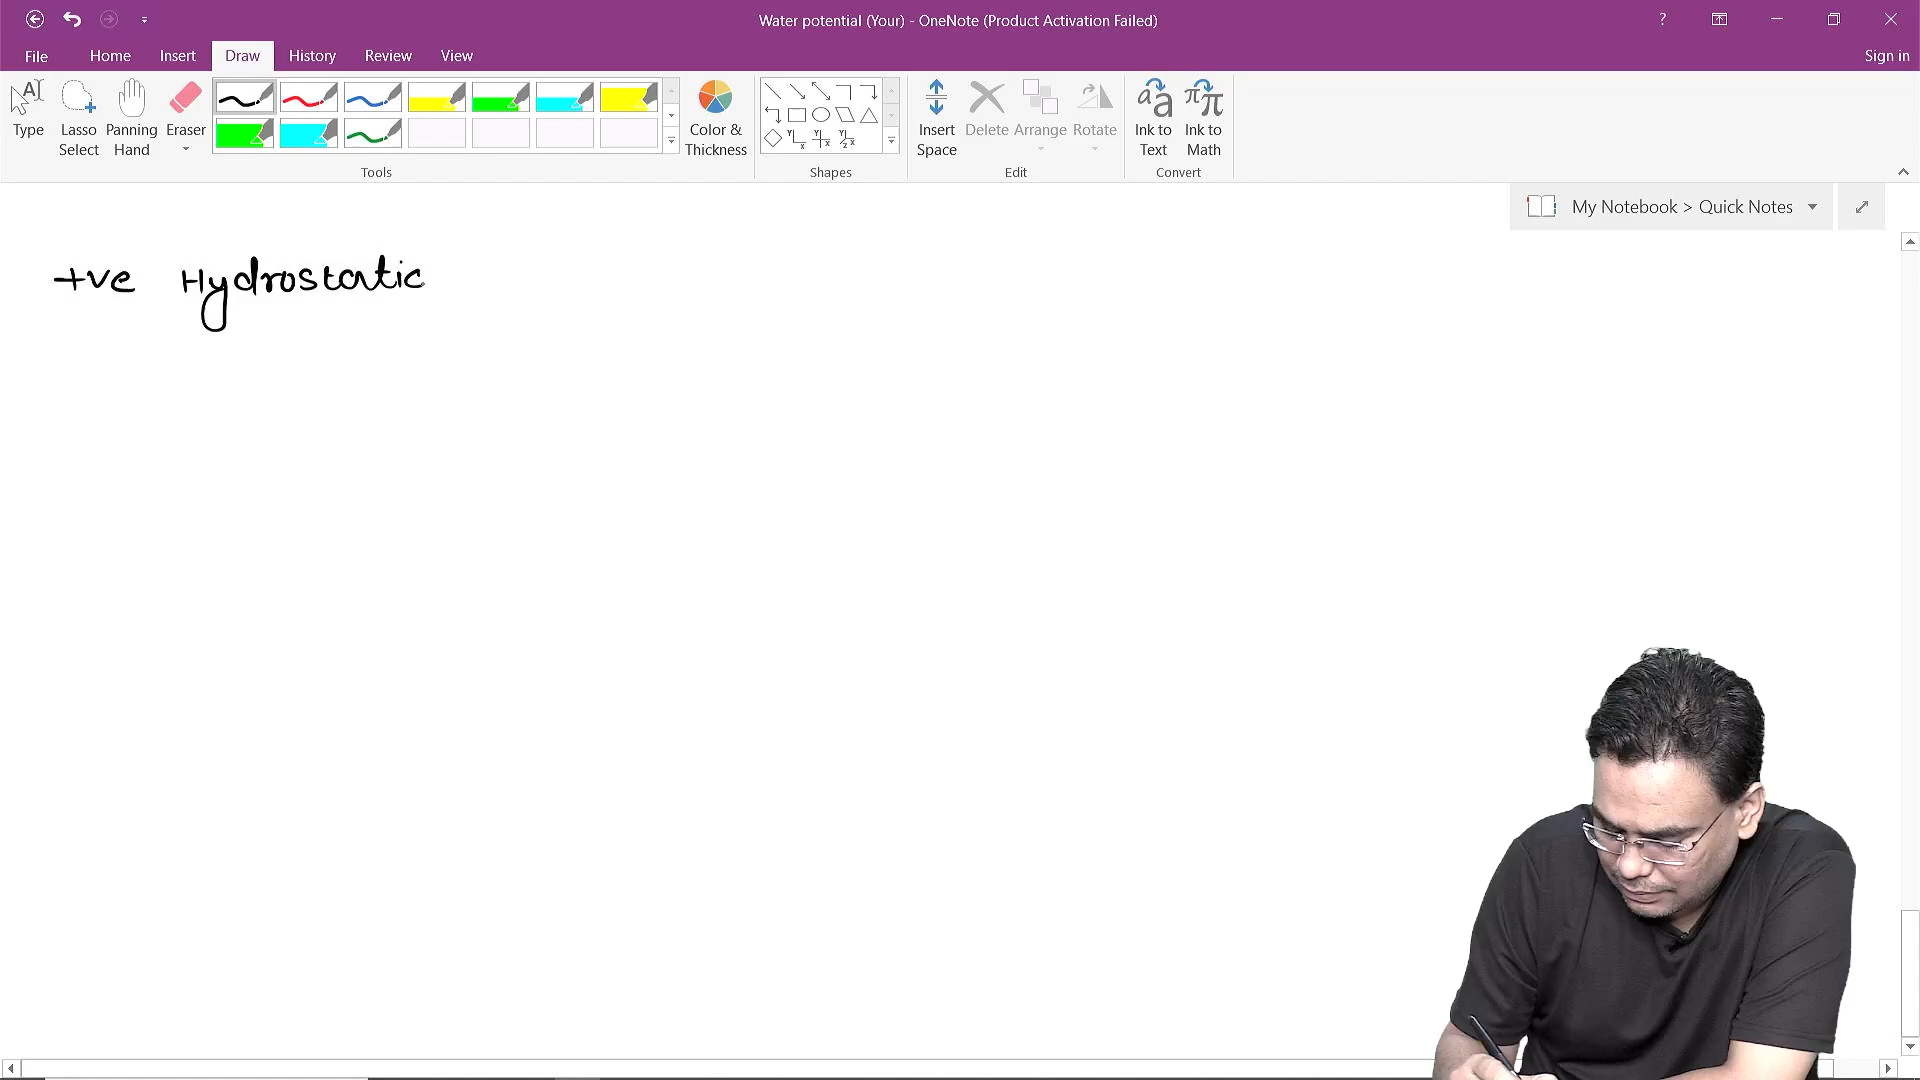 Water potential (Your) - OneNote (Product Activation Failed)
?
File Home Insert Draw History Review View
Sign in
Type
Lasso Select
Panning Hand
Eraser
Color & Thickness
Insert Space
Delete
Arrange
Rotate
Ink to Text
Ink to Math
Tools
Shapes
Edit
Convert
My Notebook > Quick Notes
+ve Hydrostatic